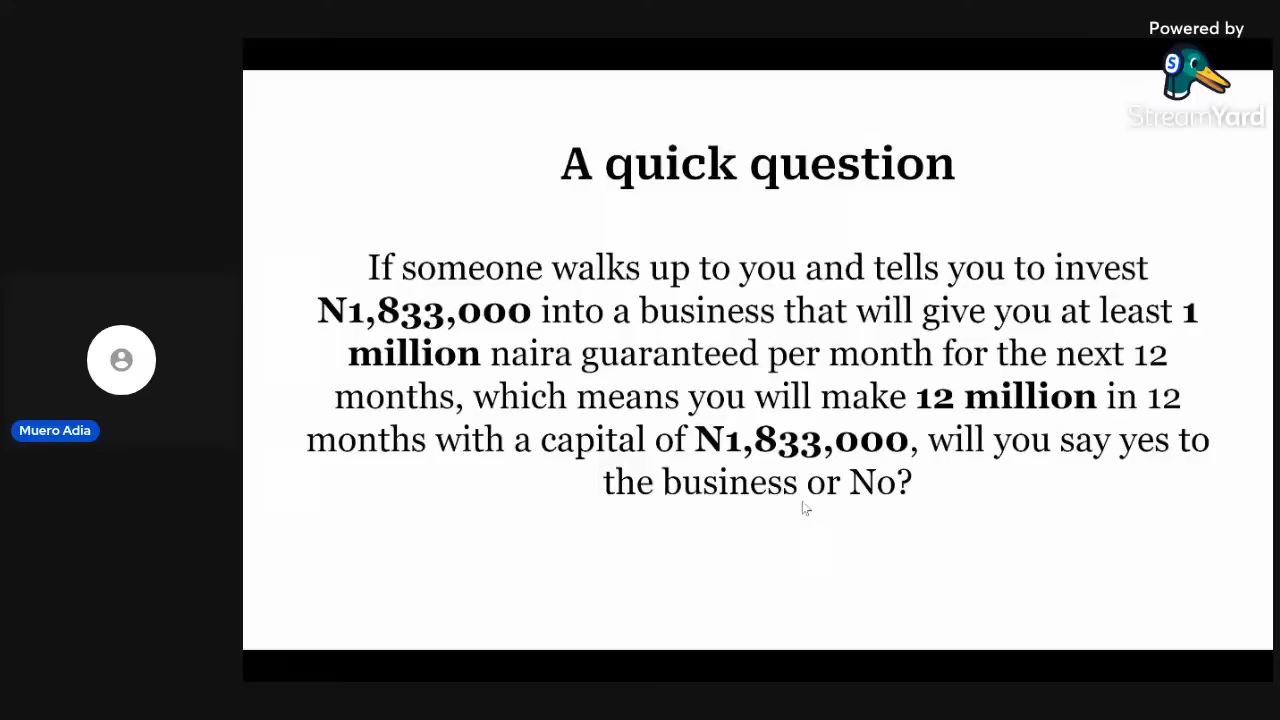 Powered by
S
StreamYard
A quick question
If someone walks up to you and tells you to invest
N1,833,000 into a business that will give you at least 1
million naira guaranteed per month for the next 12
months, which means you will make 12 million in 12
months with a capital of N1,833,000, will you say yes to
the business or No?
Muero Adia